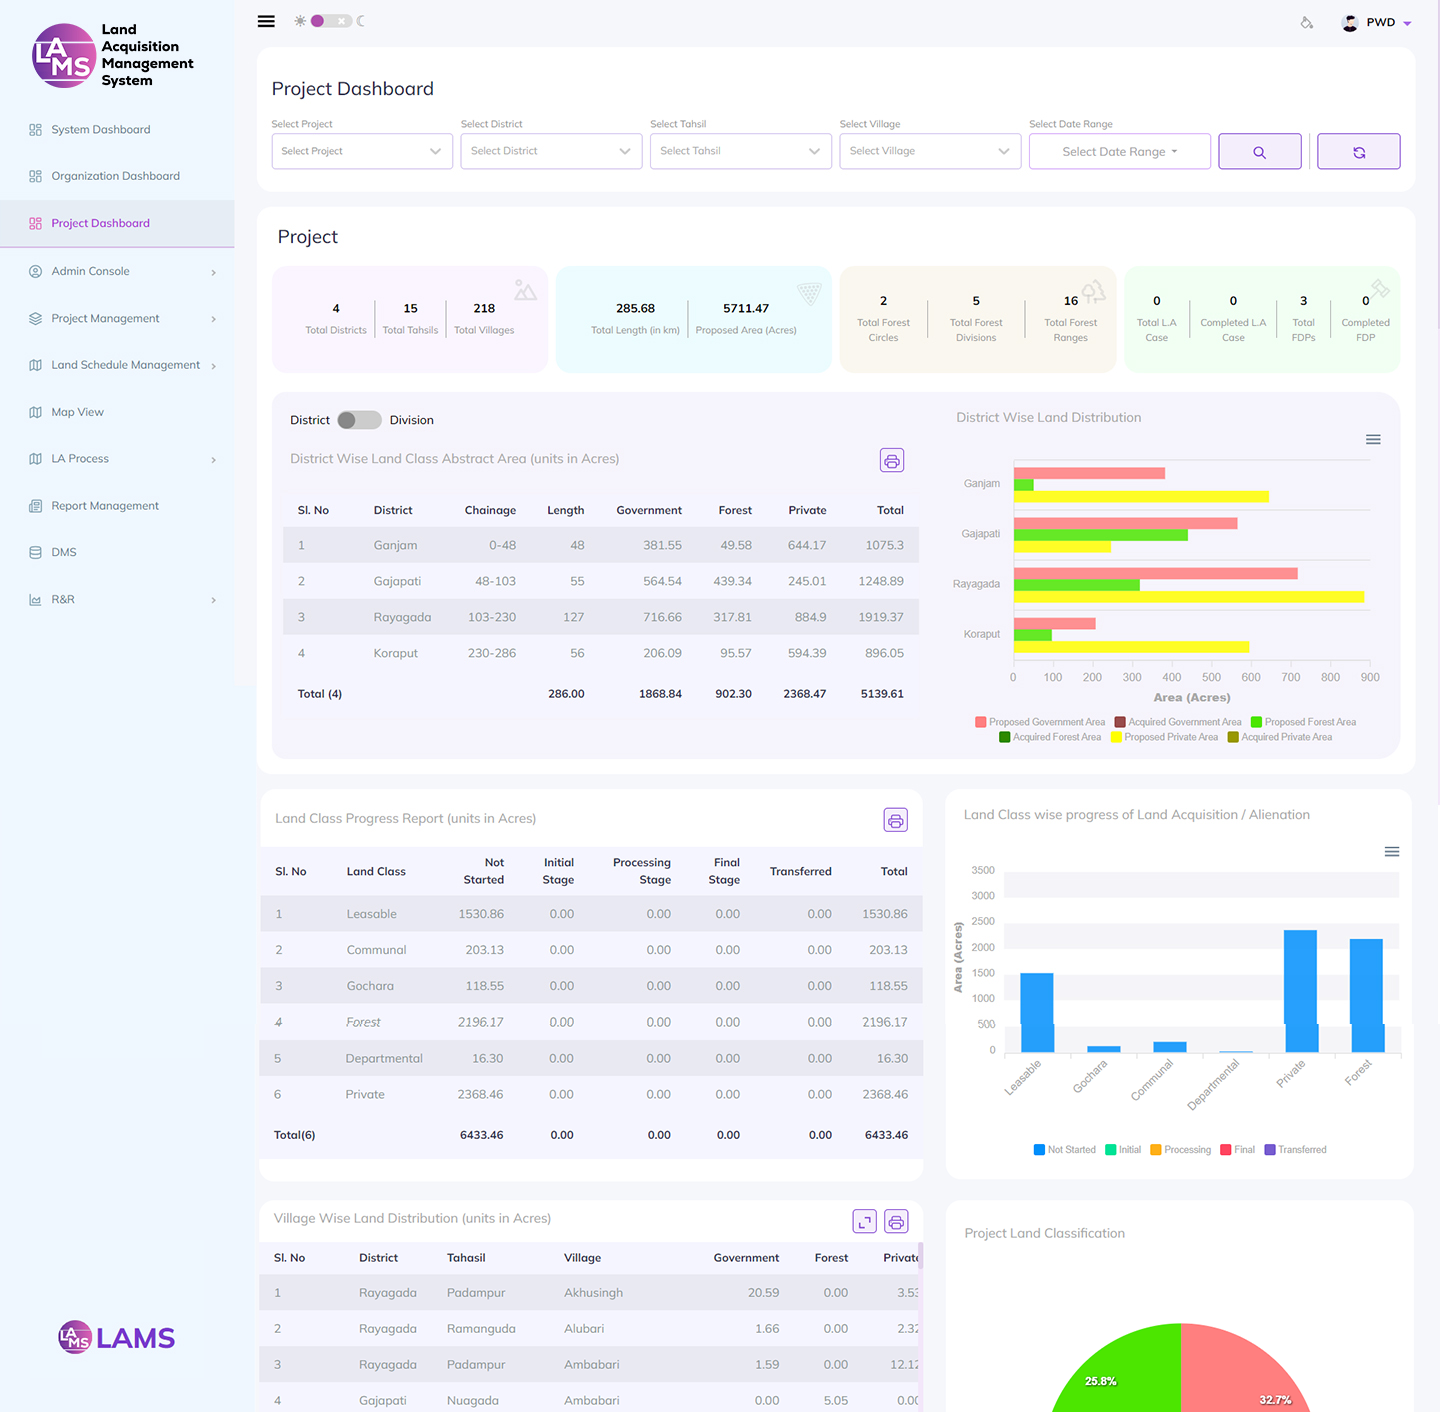 LAMS
Land
Acquisition
Management
System
PWD
System Dashboard
Organization Dashboard
Project Dashboard
Admin Console
Project Management
Land Schedule Management
Map View
LA Process
Report Management
DMS
R&R
LAMS LAMS
Project Dashboard
Select Project Select District Select Tahsil Select Village Select Date Range
Select Project Select District Select Tahsil Select Village Select Date Range
Project
4 15 218 285.68 5711.47 2 5 16 0 0 3 0
Total Districts Total Tahsils Total Villages Total Length (in km) Proposed Area (Acres) Total Forest Total Forest Total Forest Total L.A Completed L.A Total Completed
Circles Divisions Ranges Case Case FDPs FDP
District Division
District Wise Land Class Abstract Area (units in Acres)
Sl. No District Chainage Length Government Forest Private Total
1 Ganjam 0-48 48 381.55 49.58 644.17 1075.3
2 Gajapati 48-103 55 564.54 439.34 245.01 1248.89
3 Rayagada 103-230 127 716.66 317.81 884.9 1919.37
4 Koraput 230-286 56 206.09 95.57 594.39 896.05
Total (4) 286.00 1868.84 902.30 2368.47 5139.61
District Wise Land Distribution
Ganjam
Gajapati
Rayagada
Koraput
0 100 200 300 400 500 600 700 800 900
Area (Acres)
Proposed Government Area Acquired Government Area Proposed Forest Area
Acquired Forest Area Proposed Private Area Acquired Private Area
Land Class Progress Report (units in Acres)
Sl. No Land Class Not Started Initial Stage Processing Stage Final Stage Transferred Total
1 Leasable 1530.86 0.00 0.00 0.00 0.00 1530.86
2 Communal 203.13 0.00 0.00 0.00 0.00 203.13
3 Gochara 118.55 0.00 0.00 0.00 0.00 118.55
4 Forest 2196.17 0.00 0.00 0.00 0.00 2196.17
5 Departmental 16.30 0.00 0.00 0.00 0.00 16.30
6 Private 2368.46 0.00 0.00 0.00 0.00 2368.46
Total(6) 6433.46 0.00 0.00 0.00 0.00 6433.46
Land Class wise progress of Land Acquisition / Alienation
3500
3000
2500
2000
1500
1000
500
0
Area (Acres)
Leasable Gochara Communal Departmental Private Forest
Not Started Initial Processing Final Transferred
Village Wise Land Distribution (units in Acres)
Sl. No District Tahasil Village Government Forest Private
1 Rayagada Padampur Akhusingh 20.59 0.00 3.53
2 Rayagada Ramanguda Alubari 1.66 0.00 2.32
3 Rayagada Padampur Ambabari 1.59 0.00 12.12
4 Gajapati Nuagada Ambabari 0.00 5.05 0.00
Project Land Classification
25.8%
32.7%